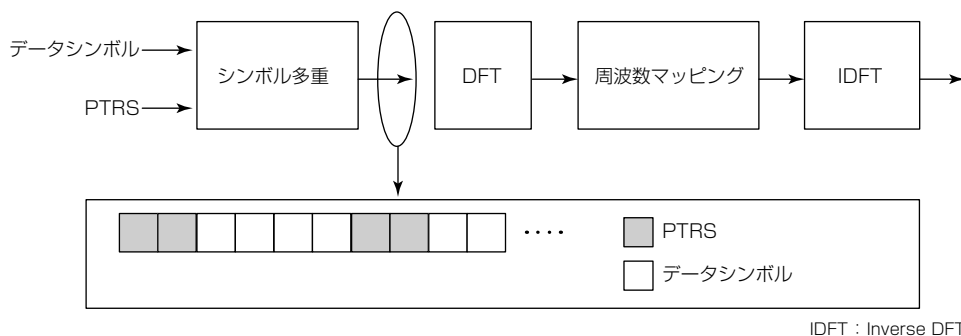 データシンボル
PTRS
シンボル多重
DFT
周波数マッピング
IDFT
PTRS
データシンボル
IDFT：Inverse DFT